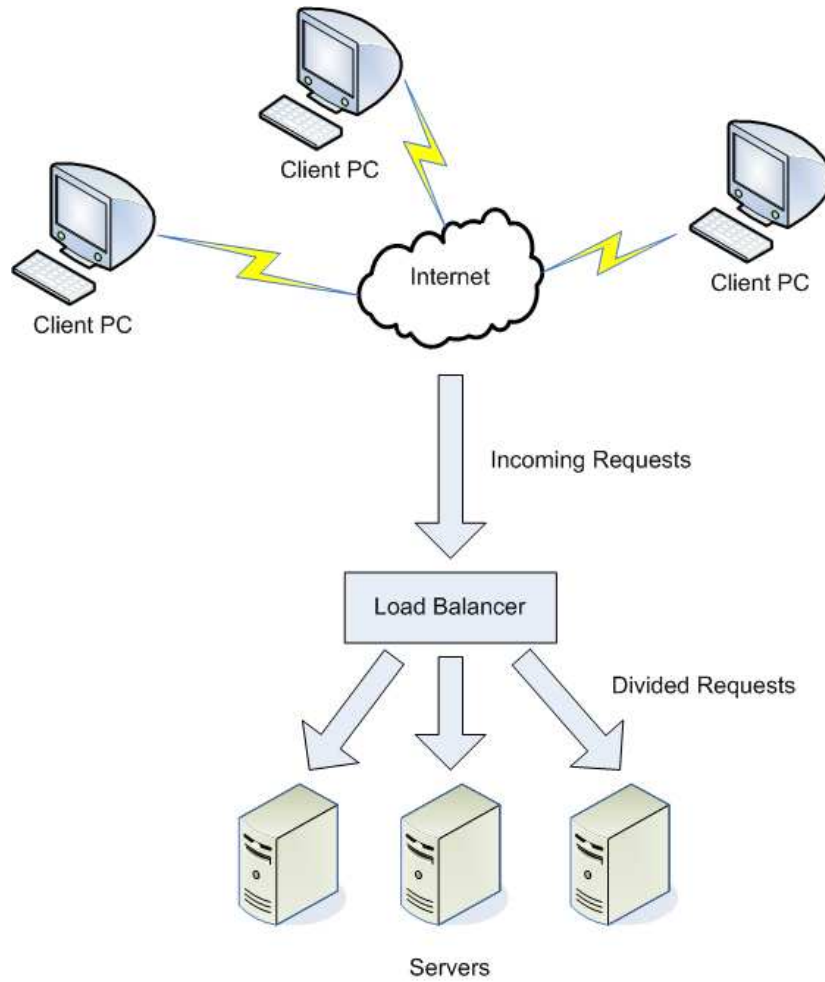 Client PC
Client PC
Client PC
Internet
Incoming Requests
Load Balancer
Divided Requests
Servers